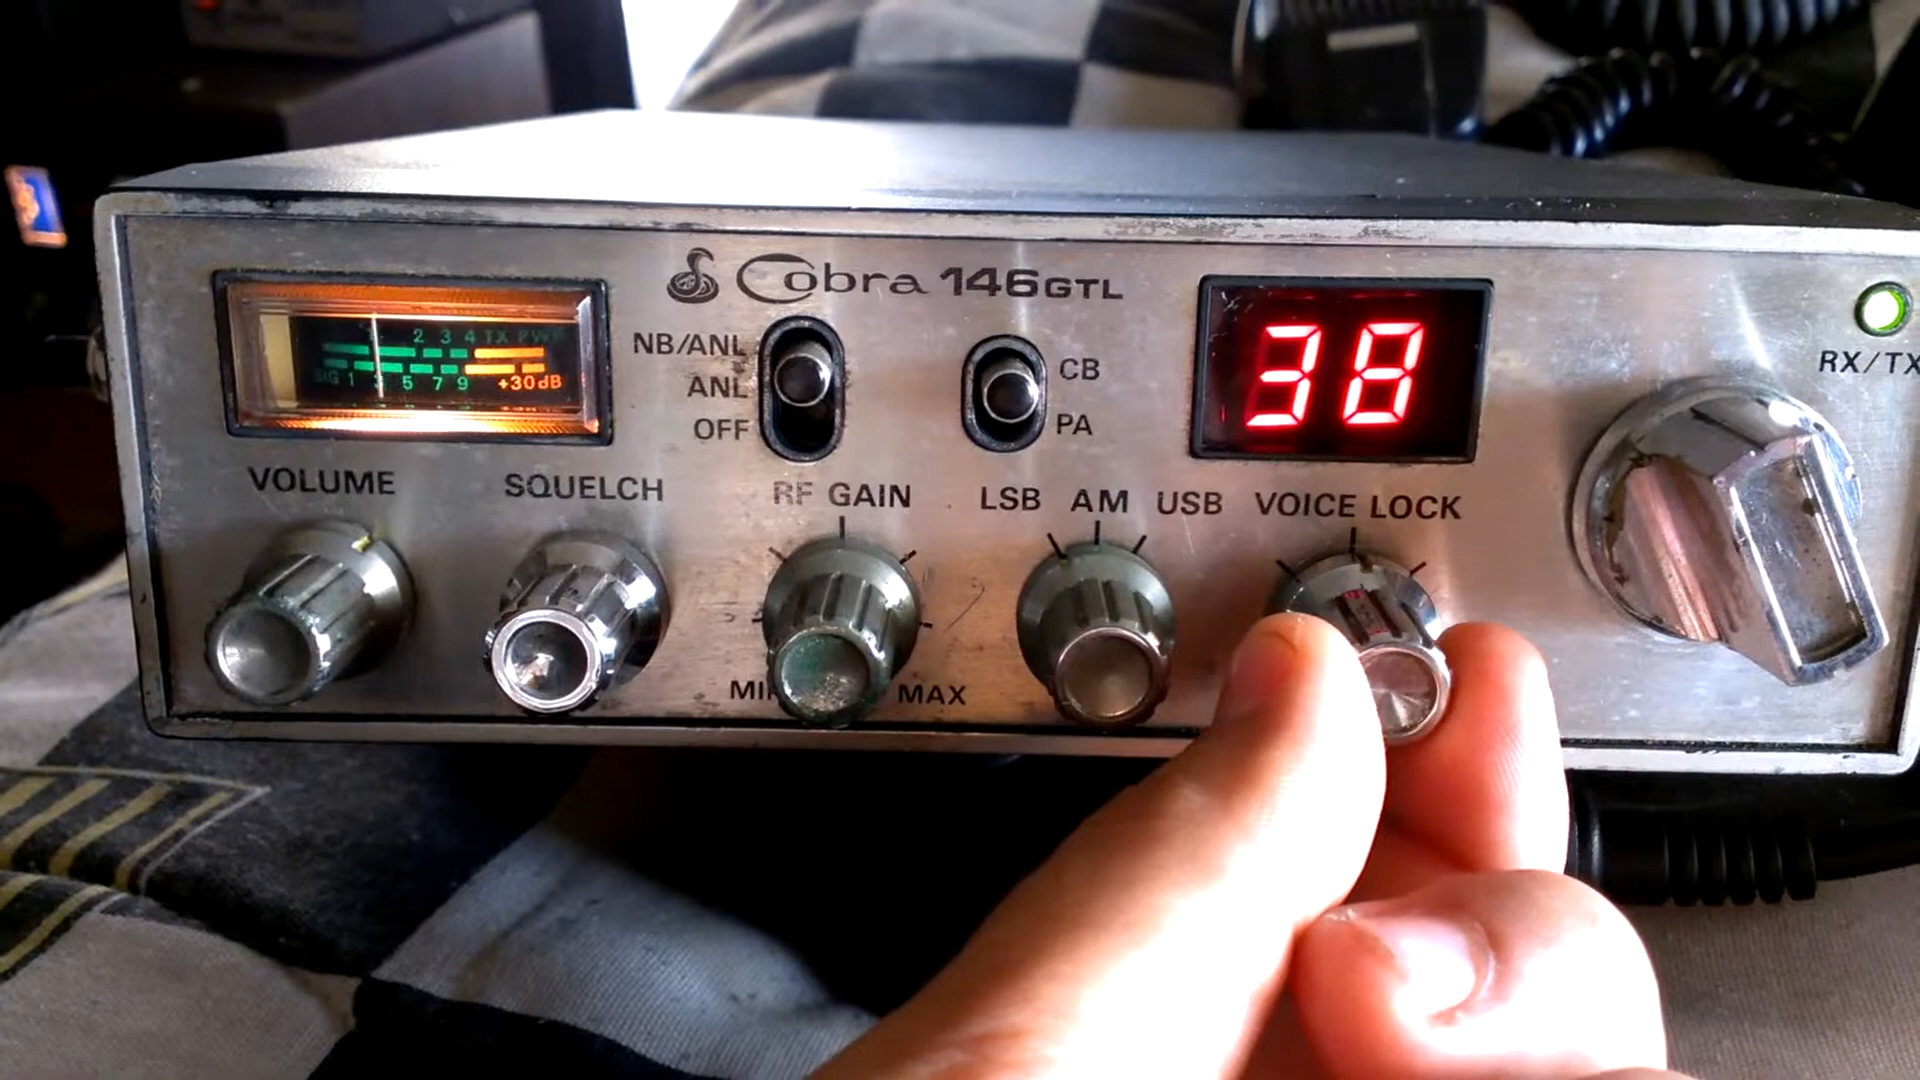 Cobra 146GTL
NB/ANL
ANL
OFF
CB
PA
38
RX/TX
2 3 4 TX PWR
SIG 1 3 5 7 9 +30dB
VOLUME
SQUELCH
RF GAIN
LSB AM USB
VOICE LOCK
MAX